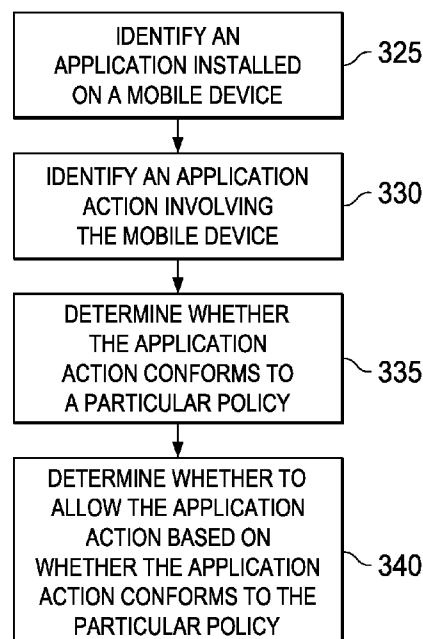 IDENTIFY AN
APPLICATION INSTALLED
ON A MOBILE DEVICE
325
IDENTIFY AN APPLICATION
ACTION INVOLVING
THE MOBILE DEVICE
330
DETERMINE WHETHER
THE APPLICATION
ACTION CONFORMS TO
A PARTICULAR POLICY
335
DETERMINE WHETHER TO
ALLOW THE APPLICATION
ACTION BASED ON
WHETHER THE APPLICATION
ACTION CONFORMS TO THE
PARTICULAR POLICY
340